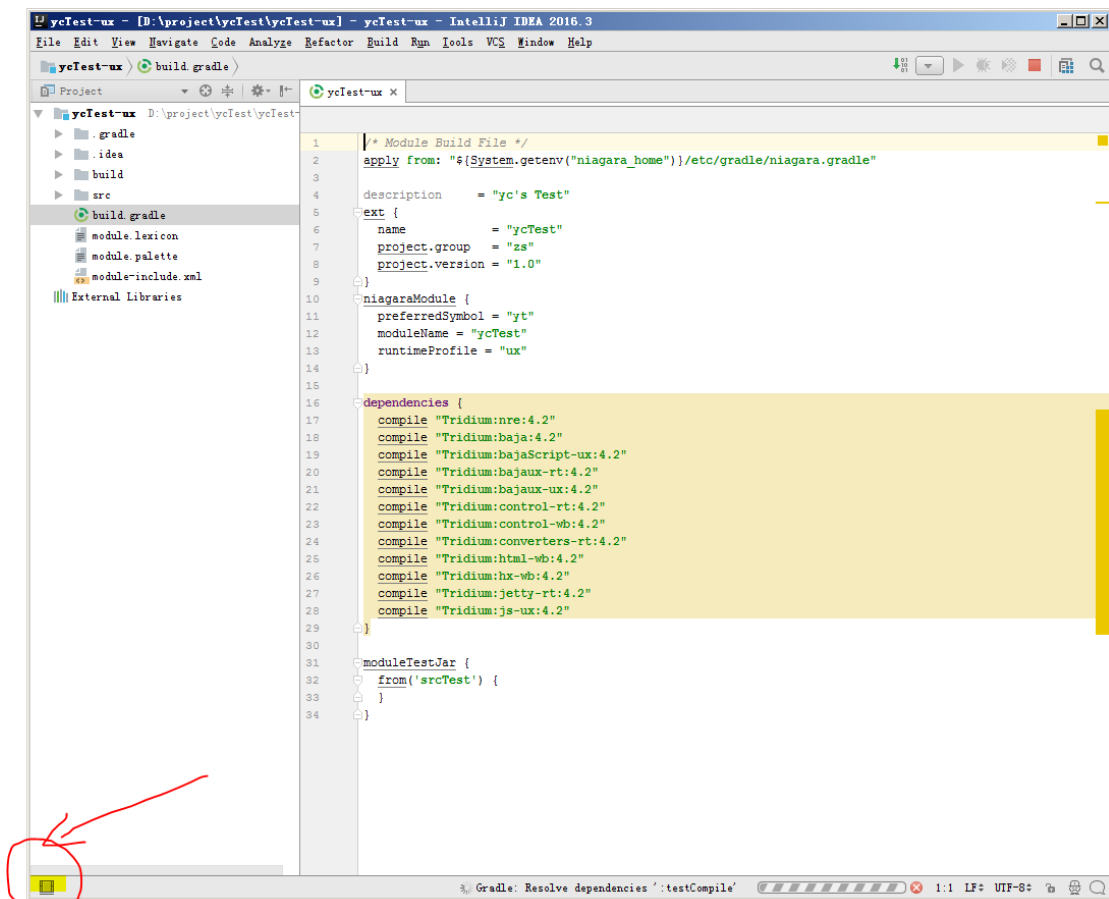 ycTest-ux - [D:\project\ycTest\ycTest-ux] - ycTest-ux - IntelliJ IDEA 2016.3
File Edit View Navigate Code Analyze Refactor Build Run Tools VCS Window Help
ycTest-ux build.gradle
Project
ycTest-ux D:\project\ycTest\ycTest-
.gradle
.idea
build
src
build.gradle
module.lexicon
module.palette
module-include.xml
External Libraries
ycTest-ux ×
1 /* Module Build File */
2 apply from: "${System.getenv("niagara_home")}/etc/gradle/niagara.gradle"
3
4 description = "yc's Test"
5 ext {
6 name = "ycTest"
7 project.group = "zs"
8 project.version = "1.0"
9 }
10 niagaraModule {
11 preferredSymbol = "yt"
12 moduleName = "ycTest"
13 runtimeProfile = "ux"
14 }
15
16 dependencies {
17 compile "Tridium:nre:4.2"
18 compile "Tridium:baja:4.2"
19 compile "Tridium:bajaScript-ux:4.2"
20 compile "Tridium:bajaux-rt:4.2"
21 compile "Tridium:bajaux-ux:4.2"
22 compile "Tridium:control-rt:4.2"
23 compile "Tridium:control-wb:4.2"
24 compile "Tridium:converters-rt:4.2"
25 compile "Tridium:html-wb:4.2"
26 compile "Tridium:hx-wb:4.2"
27 compile "Tridium:jetty-rt:4.2"
28 compile "Tridium:js-ux:4.2"
29 }
30
31 moduleTestJar {
32 from('srcTest') {
33 }
34 }
Gradle: Resolve dependencies ':testCompile' 1:1 LF UTF-8